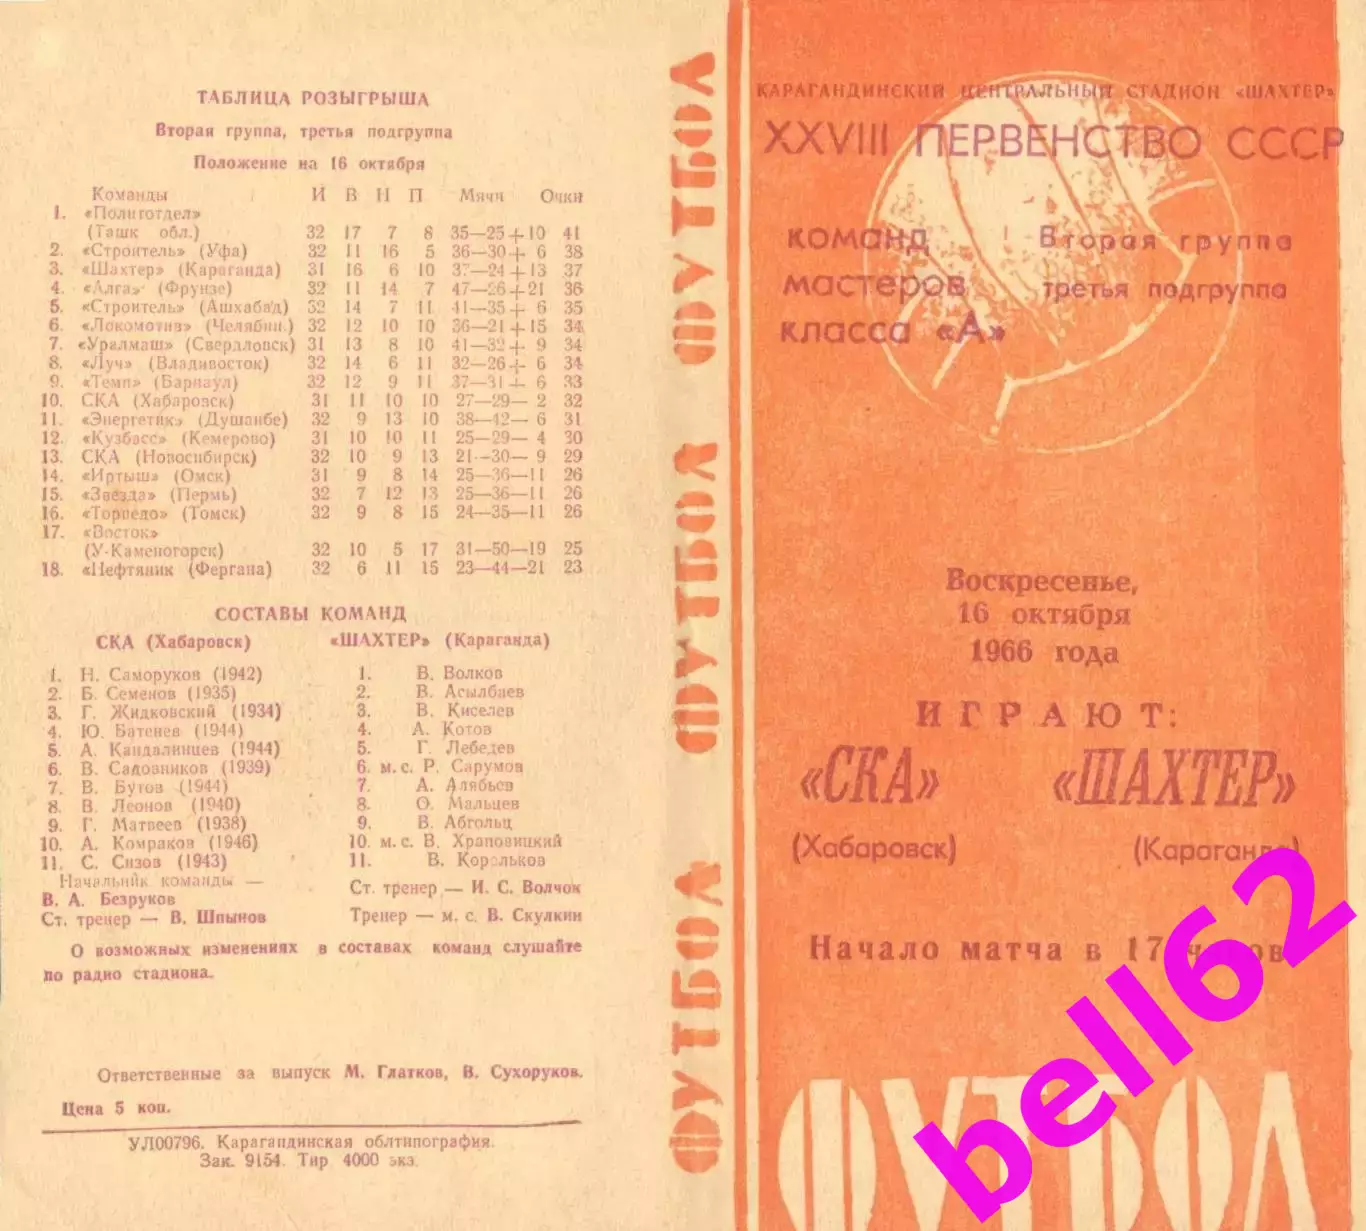 ТАБЛИЦА РОЗЫГРЫША
Вторая группа, третья подгруппа
Положение на 16 октября
Команды И В Н П Мячи Очки
1. «Политотдел»
(Ташк обл.) 32 17 7 8 35—25 + 10 41
2. «Строитель» (Уфа) 32 11 16 5 36—30 + 6 38
3. «Шахтер» (Караганда) 31 16 6 10 37—24 + 13 37
4. «Алга» (Фрунзе) 32 11 14 7 47—26 + 21 36
5. «Строитель» (Ашхабад) 32 14 7 11 41—35 + 6 35
6. «Локомотив» (Челябин.) 32 12 10 10 36—21 + 15 34
7. «Уралмаш» (Свердловск) 31 13 8 10 41—32 + 9 34
8. «Луч» (Владивосток) 32 14 6 11 32—26 + 6 34
9. «Темп» (Барнаул) 32 12 9 11 37—31 + 6 33
10. СКА (Хабаровск) 31 11 10 10 27—29— 2 32
11. «Энергетик» (Душанбе) 32 9 13 10 38—42— 6 31
12. «Кузбасс» (Кемерово) 31 10 10 11 25—29— 4 30
13. СКА (Новосибирск) 32 10 9 13 21—30— 9 29
14. «Иртыш» (Омск) 31 9 8 14 25—36—11 26
15. «Звезда» (Пермь) 32 7 12 13 25—36—11 26
16. «Торпедо» (Томск) 32 9 8 15 24—35—11 26
17. «Восток»
(У-Каменогорск) 32 10 5 17 31—50—19 25
18. «Нефтяник (Фергана) 32 6 11 15 23—44—21 23
СОСТАВЫ КОМАНД
СКА (Хабаровск) «ШАХТЕР» (Караганда)
1. Н. Саморуков (1942) 1. В. Волков
2. Б. Семенов (1935) 2. В. Асылбаев
3. Г. Жидковский (1934) 3. В. Киселев
4. Ю. Батенев (1944) 4. А. Котов
5. А. Кандалинцев (1944) 5. Г. Лебедев
6. В. Садовников (1939) 6. м. с. Р. Сарумов
7. В. Бутов (1944) 7. А. Алябьев
8. В. Леонов (1940) 8. О. Мальцев
9. Г. Матвеев (1938) 9. В. Абгольц
10. А. Комраков (1946) 10. м. с. В. Храповицкий
11. С. Сизов (1943) 11. В. Корольков
Начальник команды —
В. А. Безруков
Ст. тренер — В. Шпынов
Ст. тренер — И. С. Волчок
Тренер — м. с. В. Скулкин
О возможных изменениях в составах команд слушайте
по радио стадиона.
Ответственные за выпуск М. Глатков, В. Сухоруков.
Цена 5 коп.
УЛ00796. Карагандинская облтипография.
Зак. 9154. Тир 4000 экз.
ФУТБОЛ ФУТБОЛ ФУТБОЛ
КАРАГАНДИНСКИЙ ЦЕНТРАЛЬНЫЙ СТАДИОН «ШАХТЕР»
XXVIII ПЕРВЕНСТВО СССР
команд
мастеров
класса «А»
Вторая группа
третья подгруппа
Воскресенье,
16 октября
1966 года
ИГРАЮТ:
«СКА» «ШАХТЕР»
(Хабаровск) (Караганда)
Начало матча в 17 часов
ФУТБОЛ
bell62